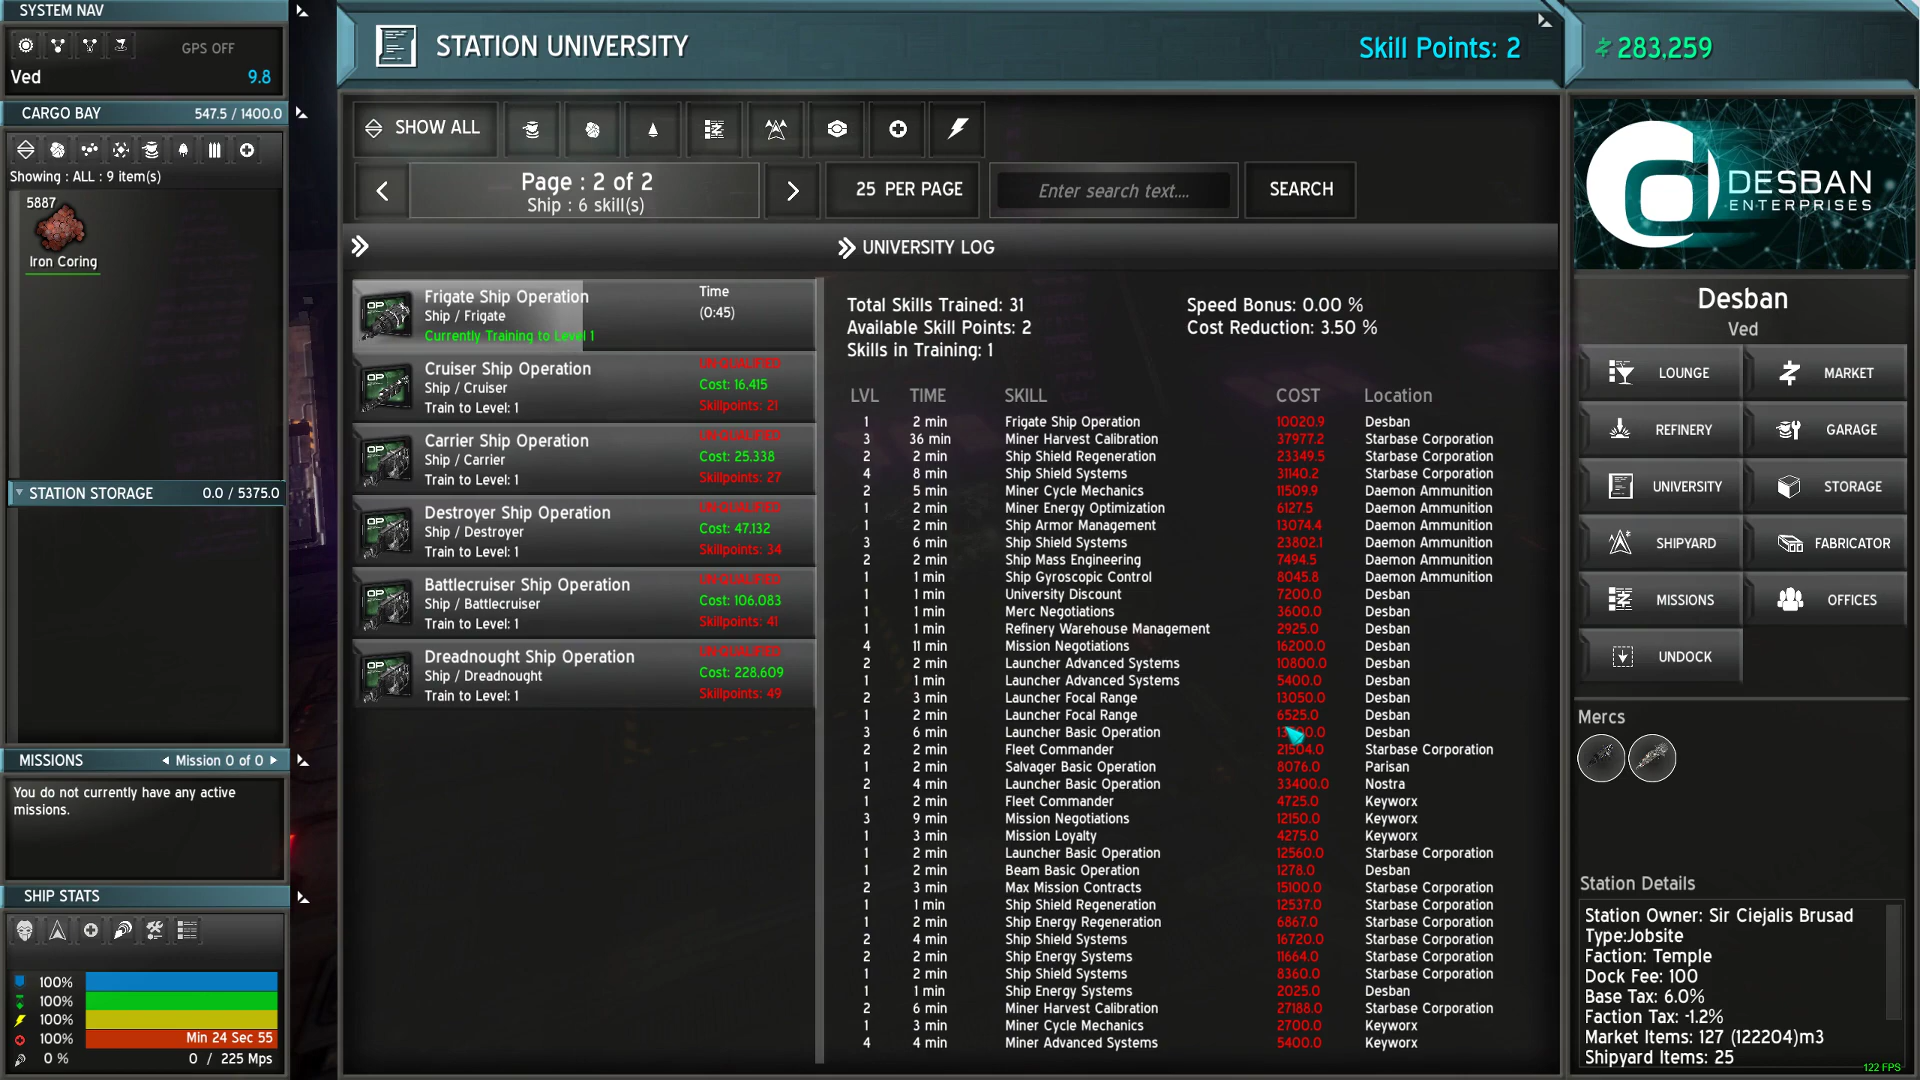 SYSTEM NAV
GPS OFF
Ved 9.8
CARGO BAY 547.5 / 1400.0
Showing : ALL : 9 item(s)
5887
Iron Coring
STATION STORAGE 0.0 / 5375.0
MISSIONS Mission 0 of 0
You do not currently have any active
missions.
SHIP STATS
100%
100%
100%
100% Min 24 Sec 55
0 % 0 / 225 Mps
STATION UNIVERSITY Skill Points: 2
SHOW ALL
Page : 2 of 2
Ship : 6 skill(s)
25 PER PAGE
Enter search text....
SEARCH
Frigate Ship Operation
Ship / Frigate
Currently Training to Level 1
Time
(0:45)
Cruiser Ship Operation
Ship / Cruiser
Train to Level: 1
UN-QUALIFIED
Cost: 16,415
Skillpoints: 21
Carrier Ship Operation
Ship / Carrier
Train to Level: 1
UN-QUALIFIED
Cost: 25,338
Skillpoints: 27
Destroyer Ship Operation
Ship / Destroyer
Train to Level: 1
UN-QUALIFIED
Cost: 47,132
Skillpoints: 34
Battlecruiser Ship Operation
Ship / Battlecruiser
Train to Level: 1
UN-QUALIFIED
Cost: 106,083
Skillpoints: 41
Dreadnought Ship Operation
Ship / Dreadnought
Train to Level: 1
UN-QUALIFIED
Cost: 228,609
Skillpoints: 49
UNIVERSITY LOG
Total Skills Trained: 31 Speed Bonus: 0.00 %
Available Skill Points: 2 Cost Reduction: 3.50 %
Skills in Training: 1
LVL TIME SKILL COST Location
1 2 min Frigate Ship Operation 10020.9 Desban
3 36 min Miner Harvest Calibration 37977.2 Starbase Corporation
2 2 min Ship Shield Regeneration 23349.5 Starbase Corporation
4 8 min Ship Shield Systems 31140.2 Starbase Corporation
2 5 min Miner Cycle Mechanics 11509.9 Daemon Ammunition
1 2 min Miner Energy Optimization 6127.5 Daemon Ammunition
1 2 min Ship Armor Management 13074.4 Daemon Ammunition
3 6 min Ship Shield Systems 23802.1 Daemon Ammunition
2 2 min Ship Mass Engineering 7494.5 Daemon Ammunition
1 1 min Ship Gyroscopic Control 8045.8 Daemon Ammunition
1 1 min University Discount 7200.0 Desban
1 1 min Merc Negotiations 3600.0 Desban
1 1 min Refinery Warehouse Management 2925.0 Desban
4 11 min Mission Negotiations 16200.0 Desban
2 2 min Launcher Advanced Systems 10800.0 Desban
1 1 min Launcher Advanced Systems 5400.0 Desban
2 3 min Launcher Focal Range 13050.0 Desban
1 2 min Launcher Focal Range 6525.0 Desban
3 6 min Launcher Basic Operation Desban
2 2 min Fleet Commander 21504.0 Starbase Corporation
1 2 min Salvager Basic Operation 8076.0 Parisan
2 4 min Launcher Basic Operation 33400.0 Nostra
1 2 min Fleet Commander 4725.0 Keyworx
3 9 min Mission Negotiations 12150.0 Keyworx
1 3 min Mission Loyalty 4275.0 Keyworx
1 2 min Launcher Basic Operation 12560.0 Starbase Corporation
1 2 min Beam Basic Operation 1278.0 Desban
2 3 min Max Mission Contracts 15100.0 Starbase Corporation
1 1 min Ship Shield Regeneration 12537.0 Starbase Corporation
1 2 min Ship Energy Regeneration 6867.0 Starbase Corporation
2 4 min Ship Shield Systems 16720.0 Starbase Corporation
2 2 min Ship Energy Systems 11664.0 Starbase Corporation
1 2 min Ship Shield Systems 8360.0 Starbase Corporation
1 1 min Ship Energy Systems 2025.0 Desban
2 6 min Miner Harvest Calibration 27188.0 Starbase Corporation
1 3 min Miner Cycle Mechanics 2700.0 Keyworx
4 4 min Miner Advanced Systems 5400.0 Keyworx
283,259
DESBAN
ENTERPRISES
Desban
Ved
LOUNGE MARKET
REFINERY GARAGE
UNIVERSITY STORAGE
SHIPYARD FABRICATOR
MISSIONS OFFICES
UNDOCK
Mercs
Station Details
Station Owner: Sir Ciejalis Brusad
Type:Jobsite
Faction: Temple
Dock Fee: 100
Base Tax: 6.0%
Faction Tax: -1.2%
Market Items: 127 (122204)m3
Shipyard Items: 25
122 FPS